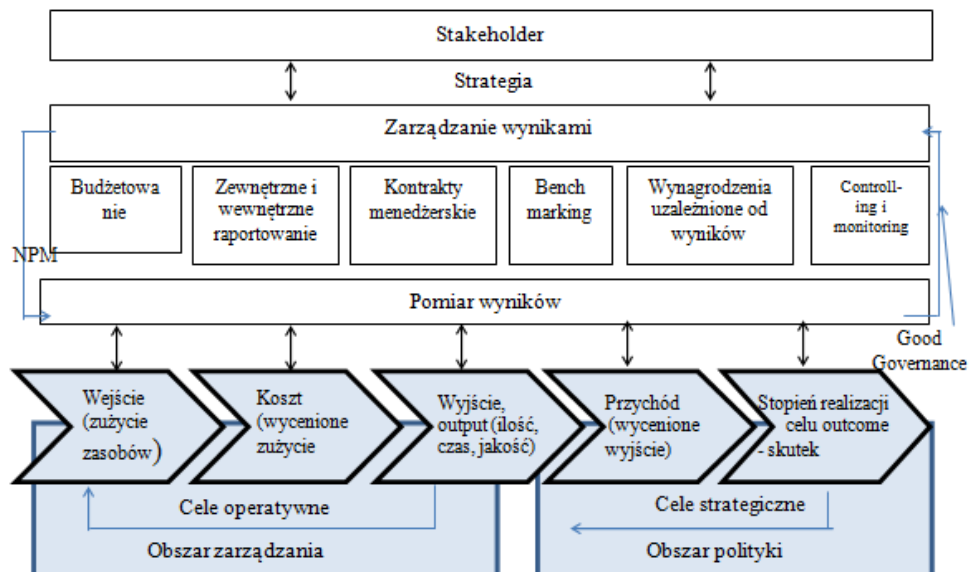 Stakeholder
Strategia
Zarządzanie wynikami
Budżetowa
nie
Zewnętrzne i
wewnętrzne
raportowanie
Kontrakty
menedżerskie
Bench
marking
Wynagrodzenia
uzależnione od
wyników
Controll-
ing i
monitoring
NPM
Pomiar wyników
Good
Governance
Wejście
(zużycie
zasobów)
Koszt
(wycenione
zużycie
Wyjście,
output (ilość,
czas, jakość)
Przychód
(wycenione
wyjście)
Stopień realizacji
celu outcome
- skutek
Cele operatywne
Cele strategiczne
Obszar zarządzania
Obszar polityki